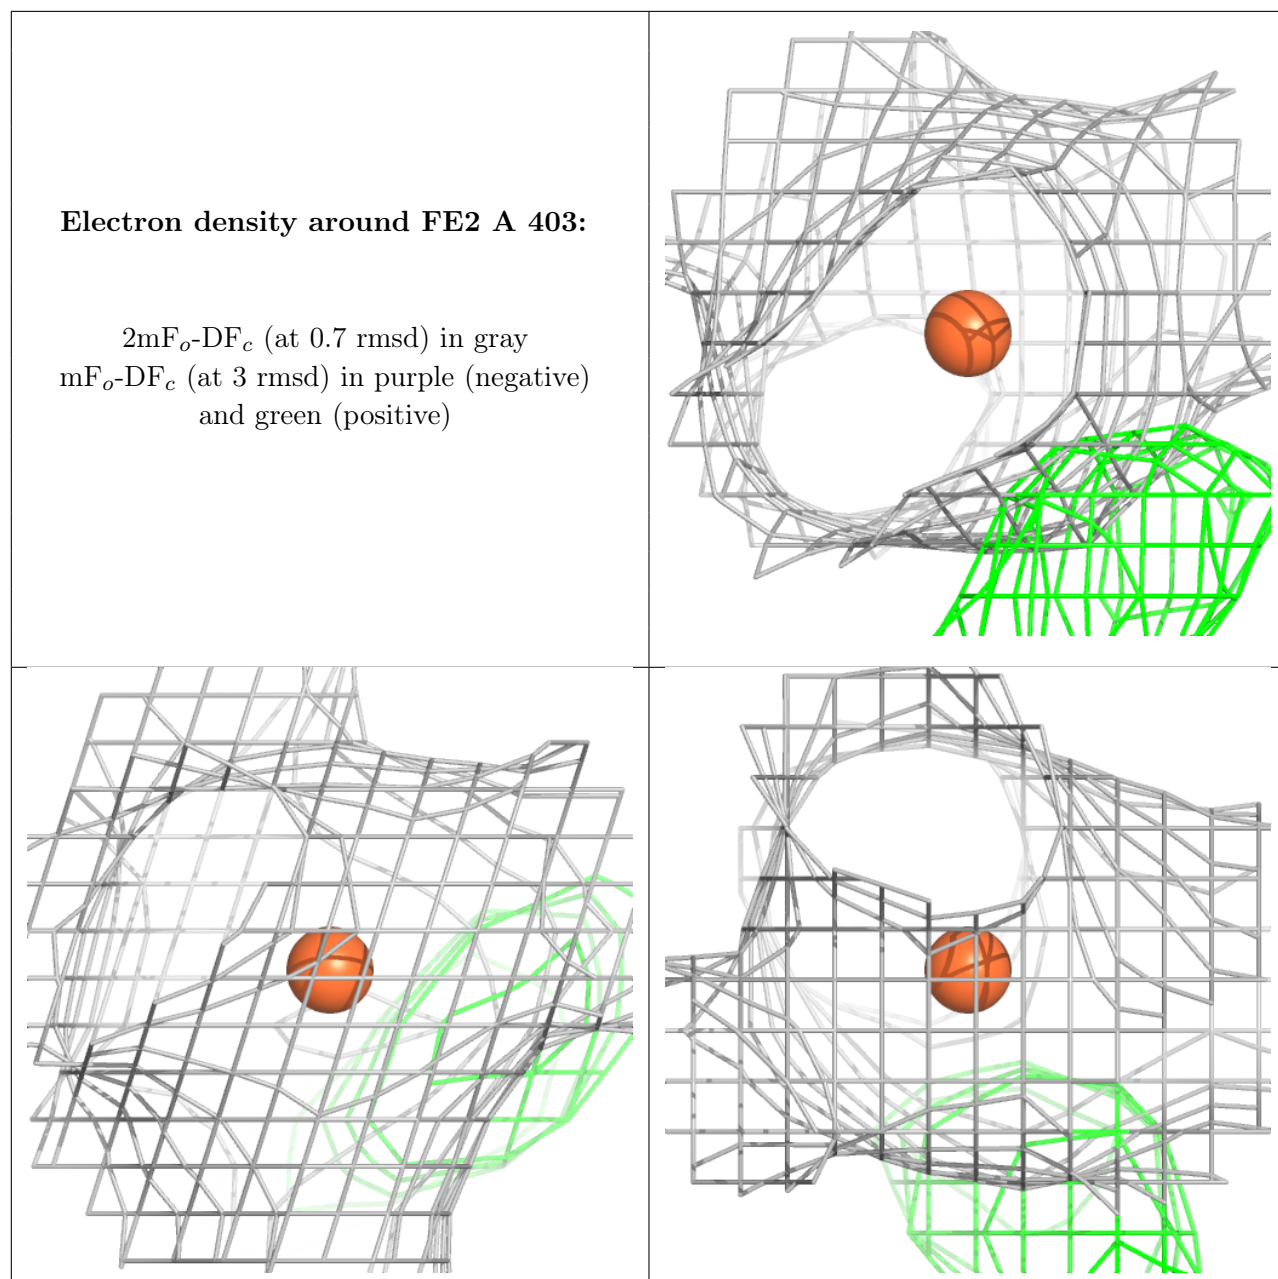 Electron density around FE2 A 403:
2mFo-DFc (at 0.7 rmsd) in gray
mFo-DFc (at 3 rmsd) in purple (negative)
and green (positive)